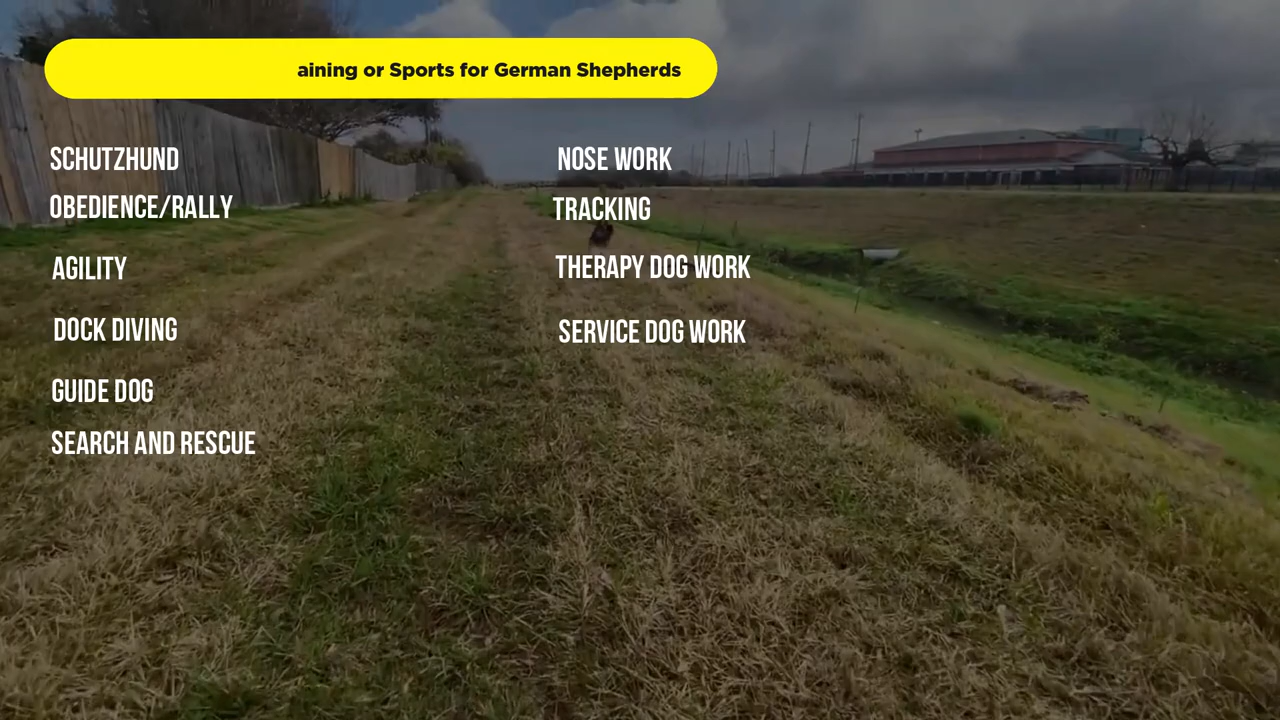 aining or Sports for German Shepherds
SCHUTZHUND
OBEDIENCE/RALLY
AGILITY
DOCK DIVING
GUIDE DOG
SEARCH AND RESCUE
NOSE WORK
TRACKING
THERAPY DOG WORK
SERVICE DOG WORK